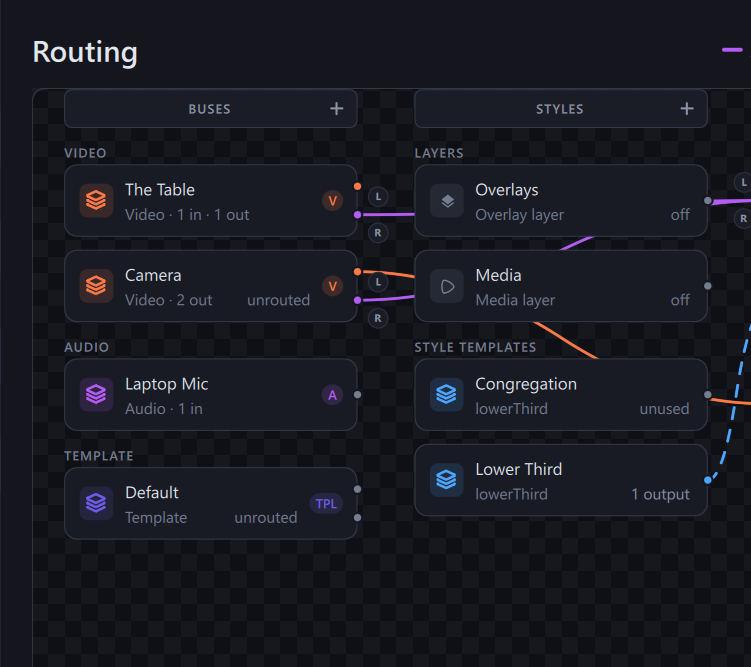 Routing
BUSES +
STYLES +
VIDEO
The Table
Video · 1 in · 1 out
V
L
R
Camera
Video · 2 out
unrouted
V
L
R
AUDIO
Laptop Mic
Audio · 1 in
A
TEMPLATE
Default
Template
unrouted
TPL
LAYERS
Overlays
Overlay layer
off
L
R
Media
Media layer
off
STYLE TEMPLATES
Congregation
lowerThird
unused
Lower Third
lowerThird
1 output